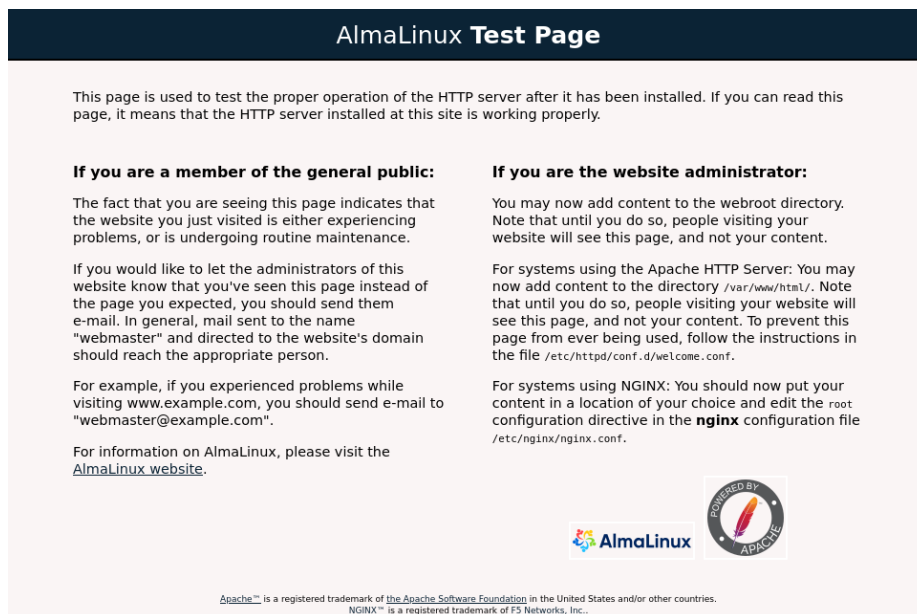 AlmaLinux Test Page
This page is used to test the proper operation of the HTTP server after it has been installed. If you can read this
page, it means that the HTTP server installed at this site is working properly.
If you are a member of the general public:
The fact that you are seeing this page indicates that
the website you just visited is either experiencing
problems, or is undergoing routine maintenance.
If you would like to let the administrators of this
website know that you've seen this page instead of
the page you expected, you should send them
e-mail. In general, mail sent to the name
"webmaster" and directed to the website's domain
should reach the appropriate person.
For example, if you experienced problems while
visiting www.example.com, you should send e-mail to
"webmaster@example.com".
For information on AlmaLinux, please visit the
AlmaLinux website.
If you are the website administrator:
You may now add content to the webroot directory.
Note that until you do so, people visiting your
website will see this page, and not your content.
For systems using the Apache HTTP Server: You may
now add content to the directory /var/www/html/. Note
that until you do so, people visiting your website will
see this page, and not your content. To prevent this
page from ever being used, follow the instructions in
the file /etc/httpd/conf.d/welcome.conf.
For systems using NGINX: You should now put your
content in a location of your choice and edit the root
configuration directive in the nginx configuration file
/etc/nginx/nginx.conf.
AlmaLinux
POWERED BY
APACHE
Apache™ is a registered trademark of the Apache Software Foundation in the United States and/or other countries.
NGINX™ is a registered trademark of F5 Networks, Inc..